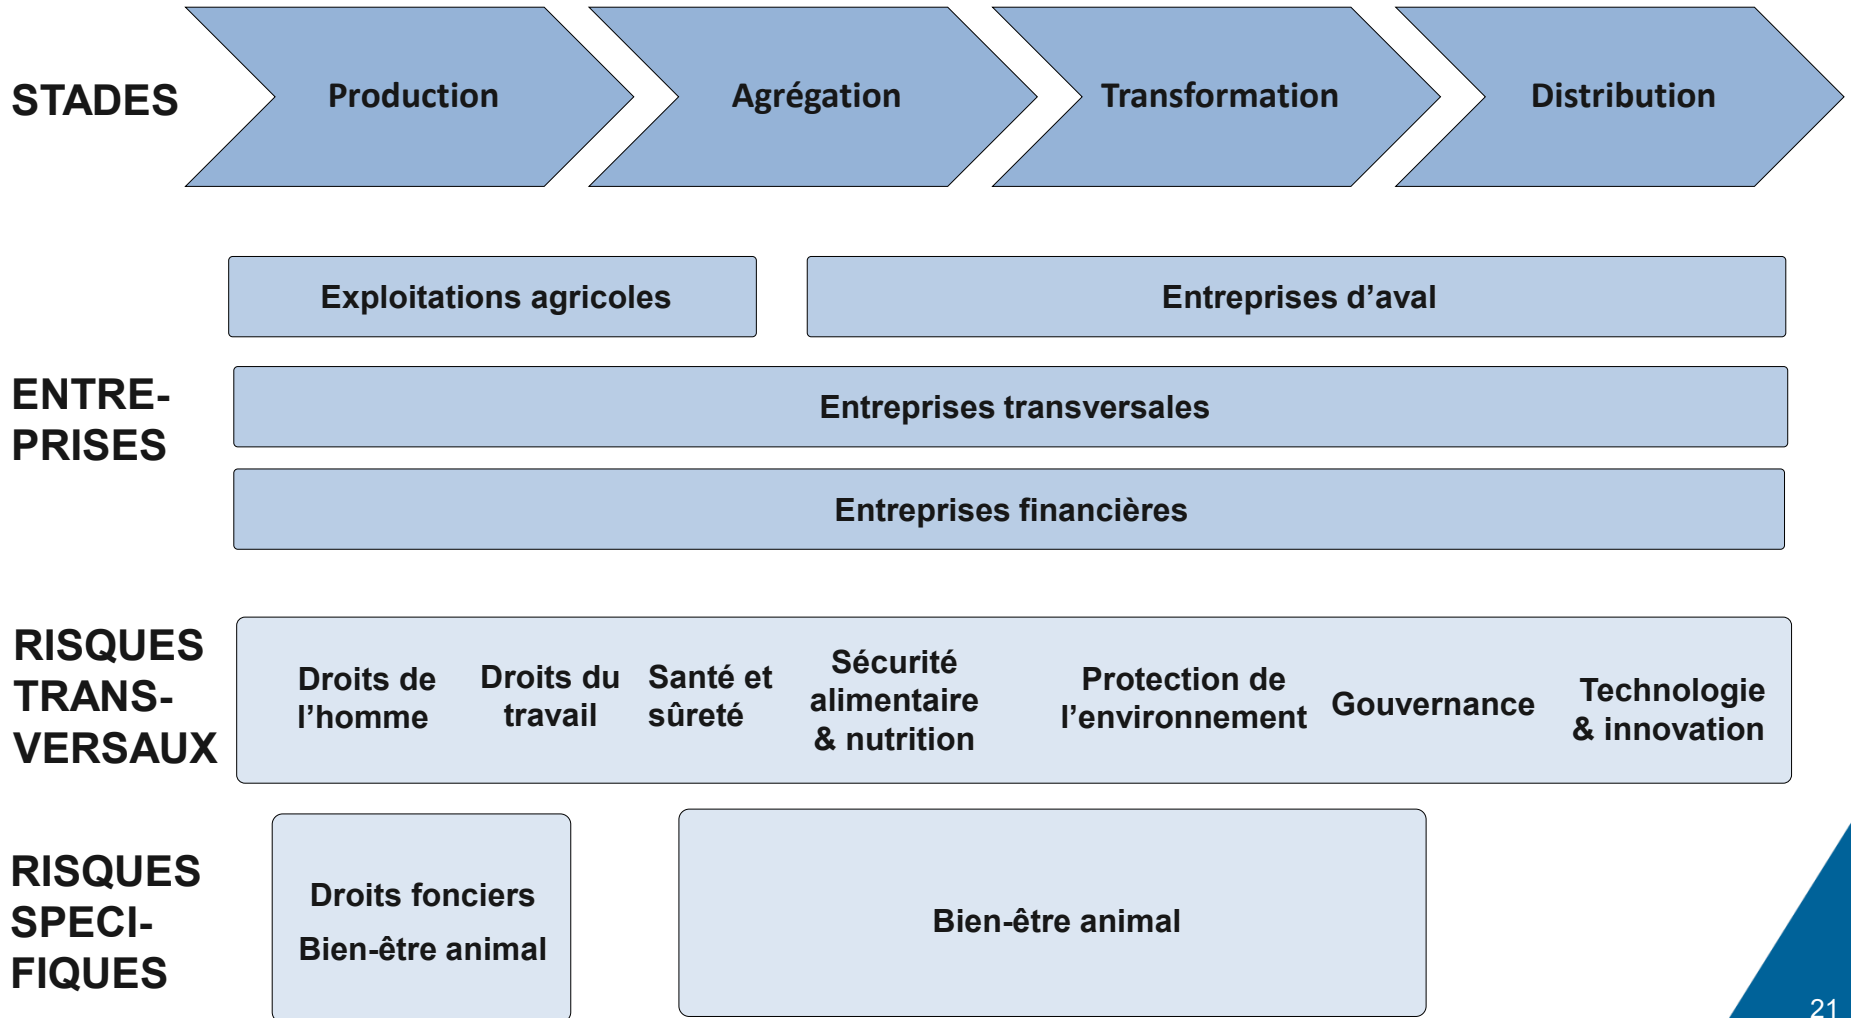 STADES
Production
Agrégation
Transformation
Distribution
Exploitations agricoles
Entreprises d’aval
ENTRE-
PRISES
Entreprises transversales
Entreprises financières
RISQUES
TRANS-
VERSAUX
Droits de
l’homme
Droits du
travail
Santé et
sûreté
Sécurité
alimentaire
& nutrition
Protection de
l’environnement
Gouvernance
Technologie
& innovation
RISQUES
SPECI-
FIQUES
Droits fonciers
Bien-être animal
Bien-être animal
21